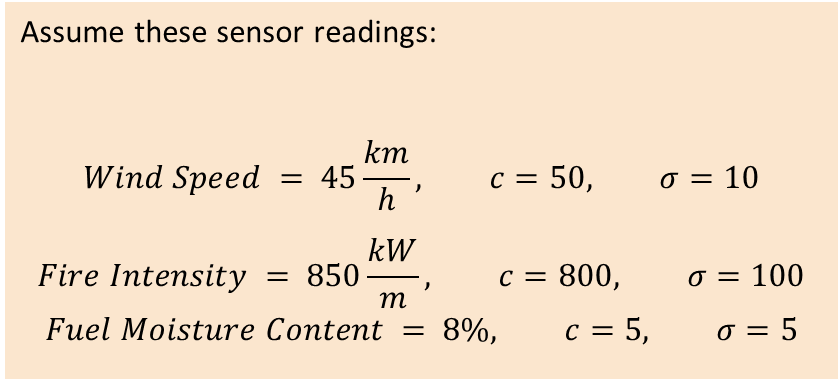 Assume these sensor readings:
Wind Speed = 45 km/h, c = 50, σ = 10
Fire Intensity = 850 kW/m, c = 800, σ = 100
Fuel Moisture Content = 8%, c = 5, σ = 5